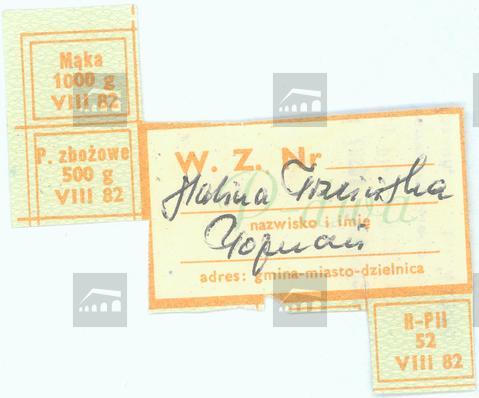 Mąka
1000 g
VIII 82
P. zbożowe
500 g
VIII 82
W. Z. Nr
Halina
nazwisko i imię
Poznań
adres: gmina-miasto-dzielnica
R-PII
52
VIII 82